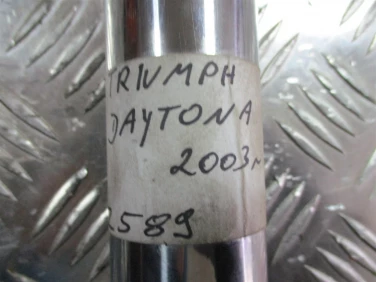 TRIUMPH
DAYTONA
2003
589